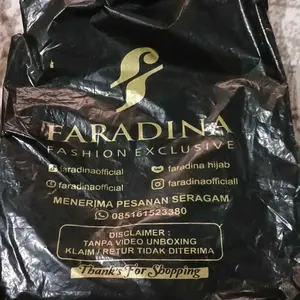 FARADINA
FASHION EXCLUSIVE
faradinaofficial faradina hijab
faradinaofficial faradinaofficiall
MENERIMA PESANAN SERAGAM
085161523380
DISCLAIMER :
TANPA VIDEO UNBOXING
KLAIM / RETUR TIDAK DITERIMA
Thanks For Shopping